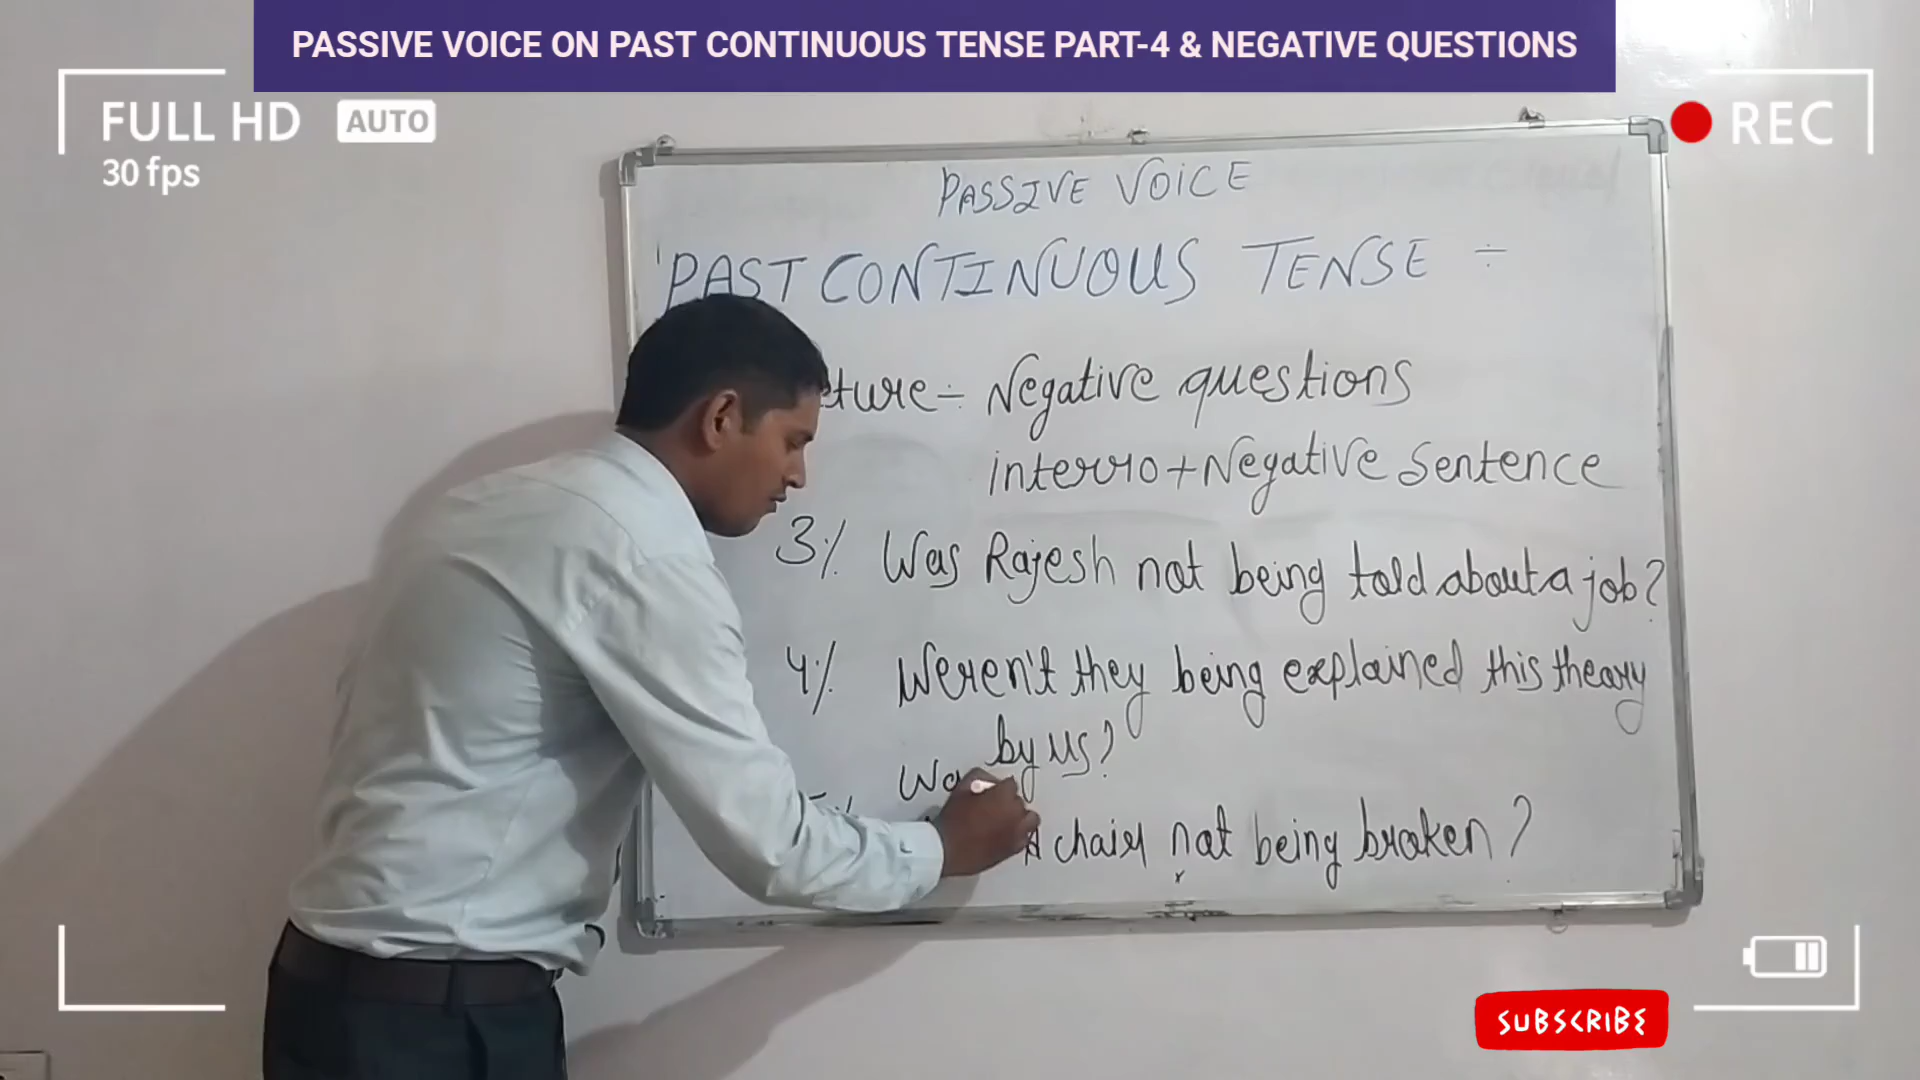 PASSIVE VOICE ON PAST CONTINUOUS TENSE PART-4 & NEGATIVE QUESTIONS
FULL HD AUTO
30 fps
REC
PASSIVE VOICE
PAST CONTINUOUS TENSE ÷
cture ÷ Negative questions
interro + Negative Sentence
3./. Was Rajesh not being told about a job?
4./. Weren't they being explained this theory
by us?
Wa
A chair not being broken?
SUBSCRIBE